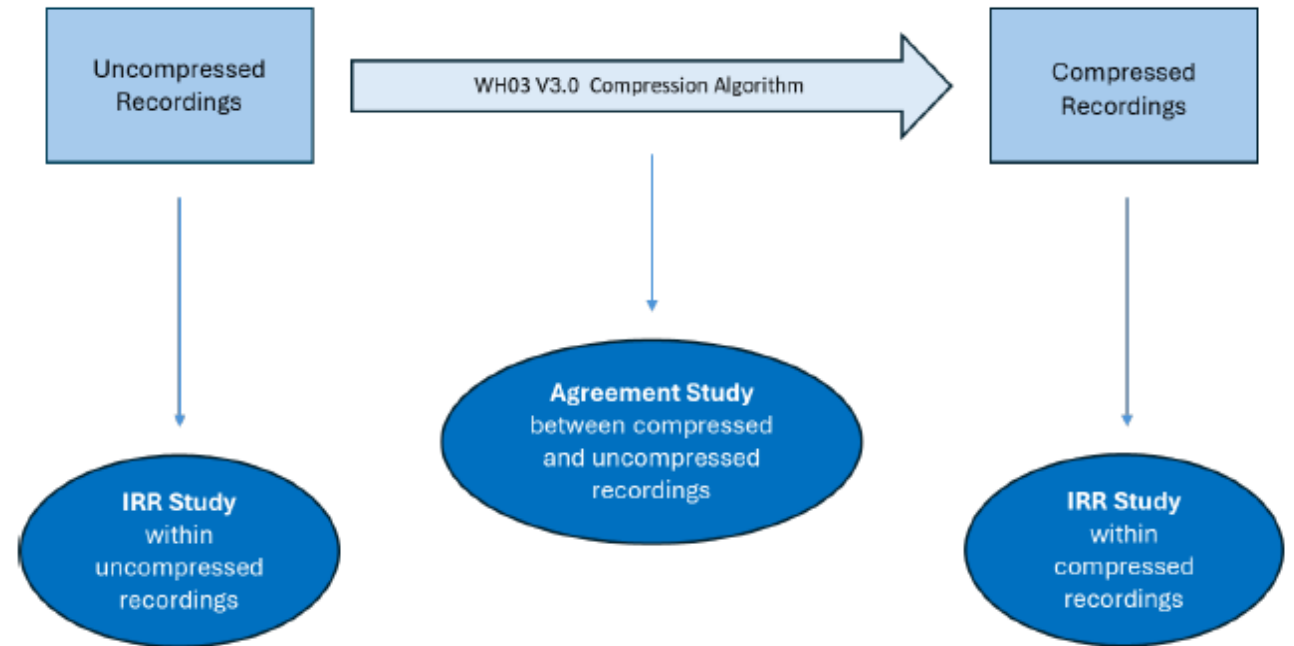 Uncompressed
Recordings
WH03 V3.0  Compression Algorithm
Compressed
Recordings
Agreement Study
between compressed
and uncompressed
recordings
IRR Study
within
uncompressed
recordings
IRR Study
within
compressed
recordings